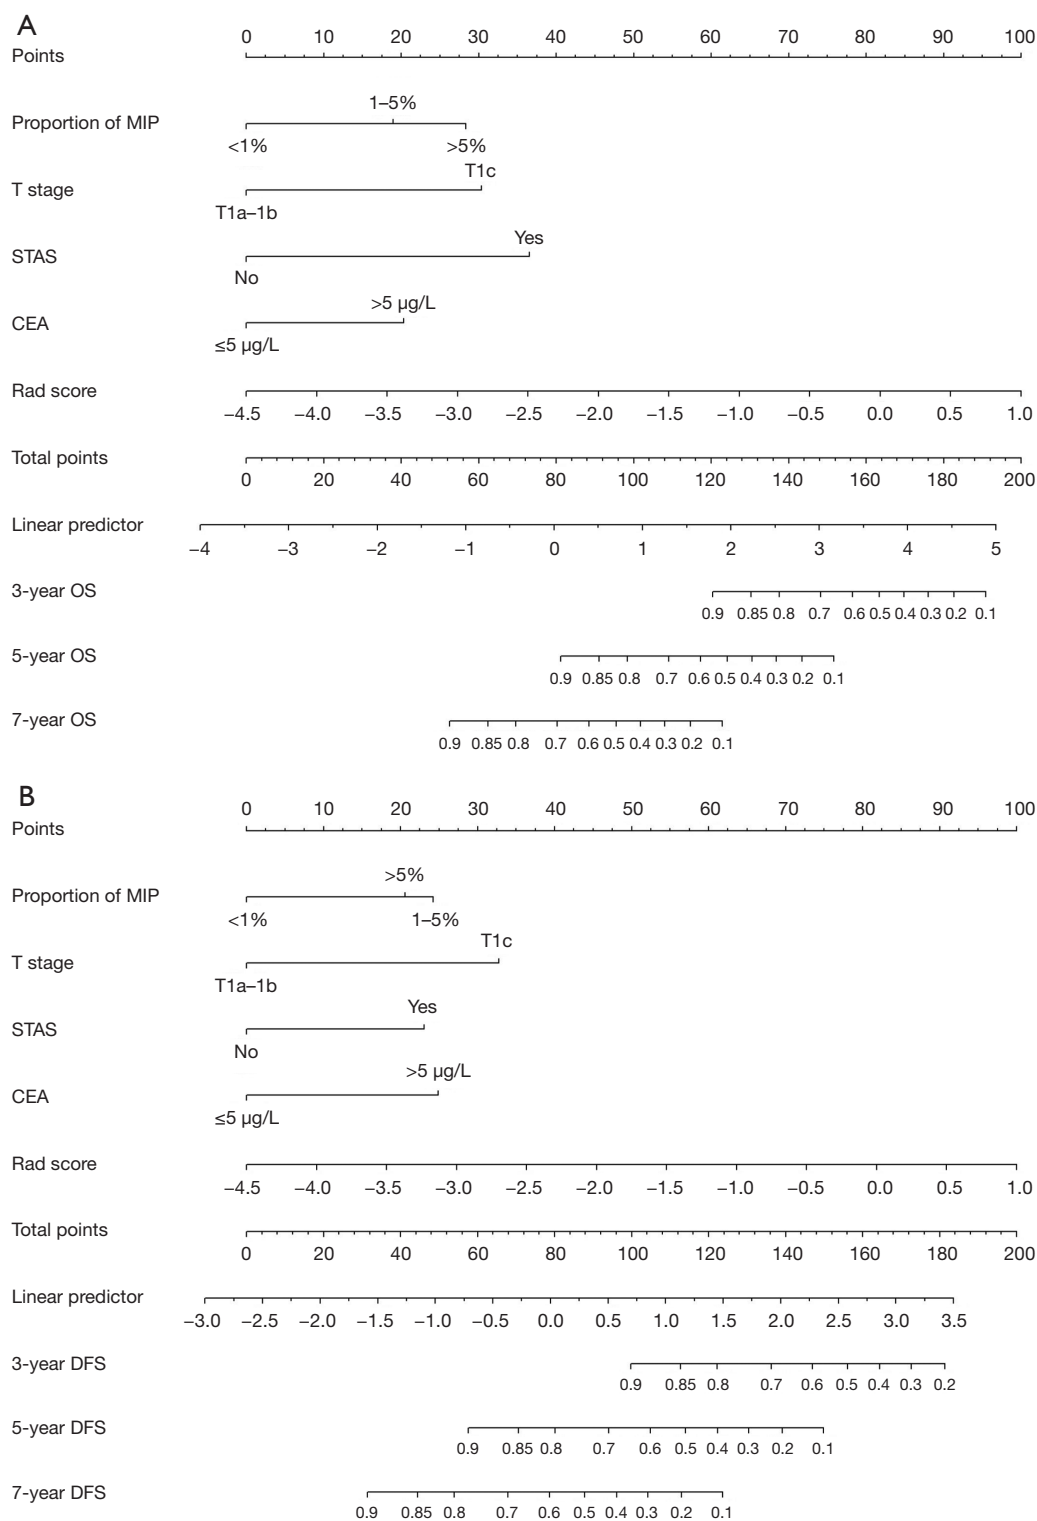 A
0 10 20 30 40 50 60 70 80 90 100
Points
1–5%
Proportion of MIP
<1% >5%
T1c
T stage
T1a–1b
Yes
STAS
No
>5 µg/L
CEA
≤5 µg/L
Rad score
−4.5 −4.0 −3.5 −3.0 −2.5 −2.0 −1.5 −1.0 −0.5 0.0 0.5 1.0
Total points
0 20 40 60 80 100 120 140 160 180 200
Linear predictor
−4 −3 −2 −1 0 1 2 3 4 5
3-year OS
0.9 0.85 0.8 0.7 0.6 0.5 0.4 0.3 0.2 0.1
5-year OS
0.9 0.85 0.8 0.7 0.6 0.5 0.4 0.3 0.2 0.1
7-year OS
0.9 0.85 0.8 0.7 0.6 0.5 0.4 0.3 0.2 0.1
B
0 10 20 30 40 50 60 70 80 90 100
Points
>5%
Proportion of MIP
<1% 1–5%
T1c
T stage
T1a–1b
Yes
STAS
No
>5 µg/L
CEA
≤5 µg/L
Rad score
−4.5 −4.0 −3.5 −3.0 −2.5 −2.0 −1.5 −1.0 −0.5 0.0 0.5 1.0
Total points
0 20 40 60 80 100 120 140 160 180 200
Linear predictor
−3.0 −2.5 −2.0 −1.5 −1.0 −0.5 0.0 0.5 1.0 1.5 2.0 2.5 3.0 3.5
3-year DFS
0.9 0.85 0.8 0.7 0.6 0.5 0.4 0.3 0.2
5-year DFS
0.9 0.85 0.8 0.7 0.6 0.5 0.4 0.3 0.2 0.1
7-year DFS
0.9 0.85 0.8 0.7 0.6 0.5 0.4 0.3 0.2 0.1